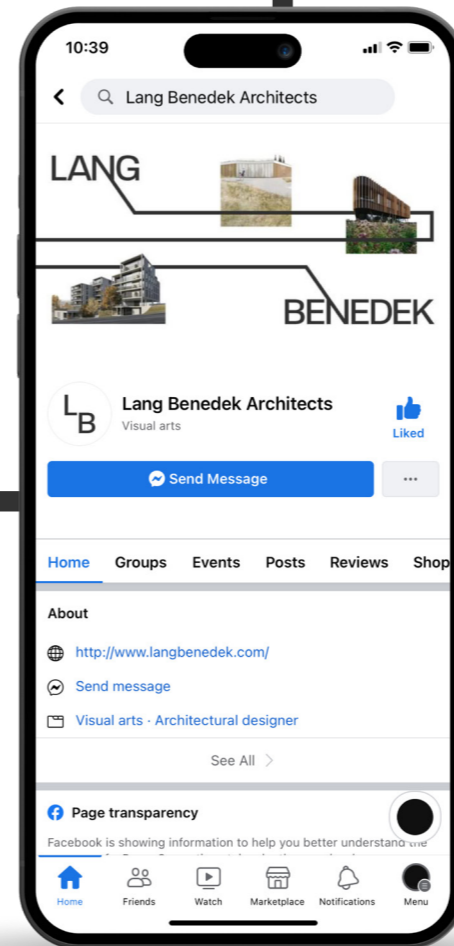 10:39
Lang Benedek Architects
LANG
BENEDEK
LB
Lang Benedek Architects
Visual arts
Liked
Send Message
Home Groups Events Posts Reviews Shop
About
http://www.langbenedek.com/
Send message
Visual arts · Architectural designer
See All
Page transparency
Facebook is showing information to help you better understand the
Home Friends Watch Marketplace Notifications Menu